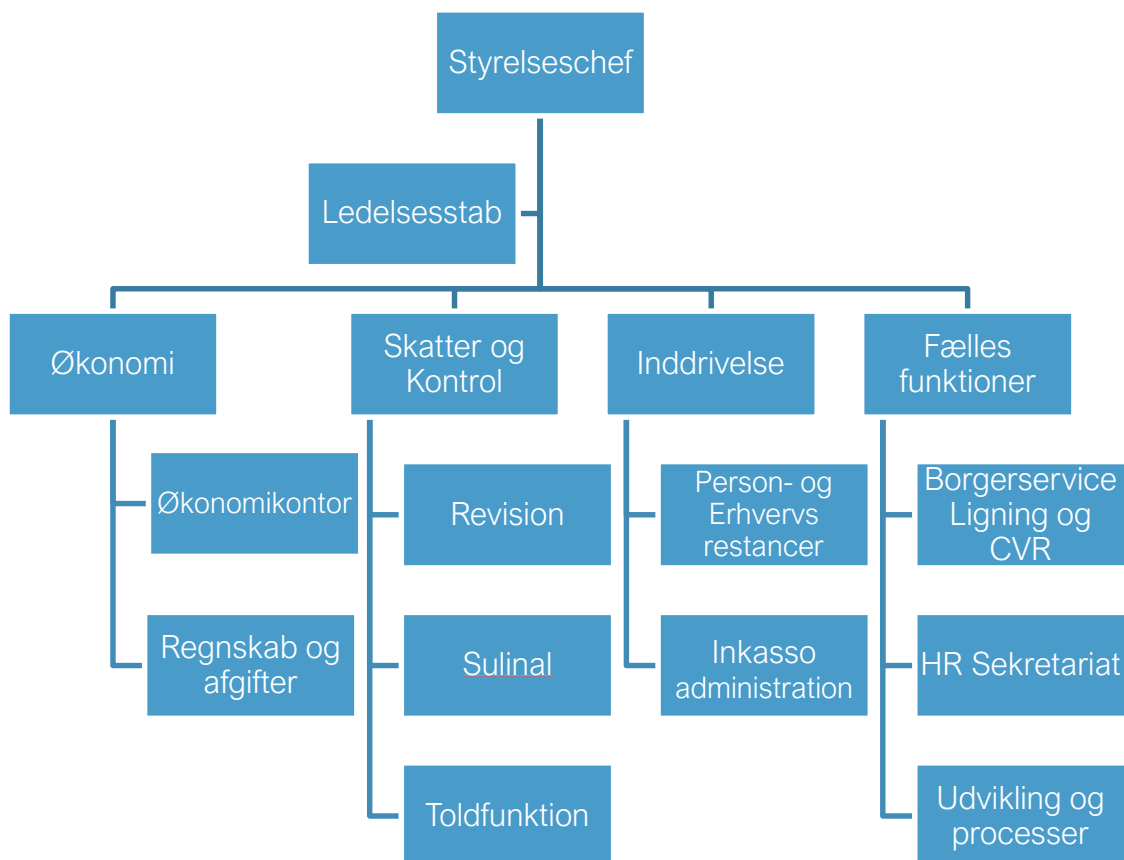 Styrelseschef
Ledelsesstab
Økonomi
Skatter og
Kontrol
Inddrivelse
Fælles
funktioner
Økonomikontor
Regnskab og
afgifter
Revision
Sulinal
Toldfunktion
Person- og
Erhvervs
restancer
Inkasso
administration
Borgerservice
Ligning og
CVR
HR Sekretariat
Udvikling og
processer